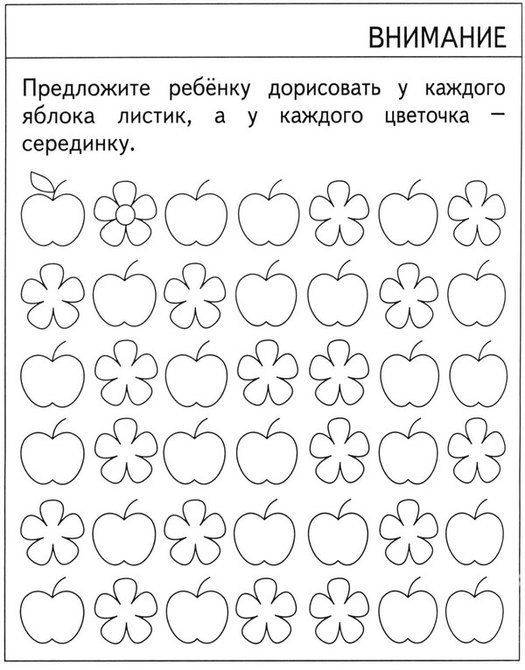 ВНИМАНИЕ
Предложите ребёнку дорисовать у каждого
яблока листик, а у каждого цветочка –
серединку.